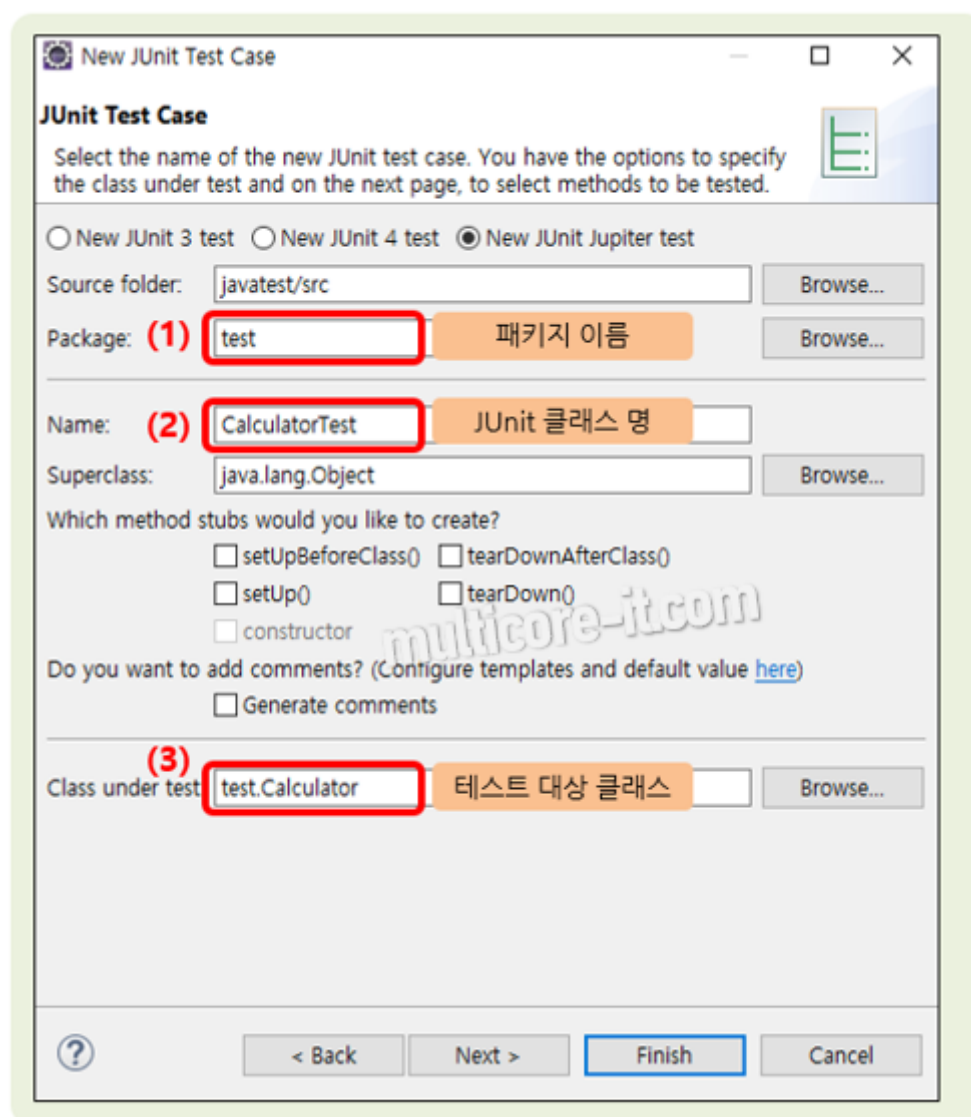 New JUnit Test Case
JUnit Test Case
Select the name of the new JUnit test case. You have the options to specify
the class under test and on the next page, to select methods to be tested.
New JUnit 3 test New JUnit 4 test New JUnit Jupiter test
Source folder: javatest/src Browse...
Package: (1) test 패키지 이름 Browse...
Name: (2) CalculatorTest JUnit 클래스 명
Superclass: java.lang.Object Browse...
Which method stubs would you like to create?
setUpBeforeClass() tearDownAfterClass()
setUp() tearDown()
constructor
multicore-it.com
Do you want to add comments? (Configure templates and default value here)
Generate comments
(3)
Class under test test.Calculator 테스트 대상 클래스 Browse...
? < Back Next > Finish Cancel